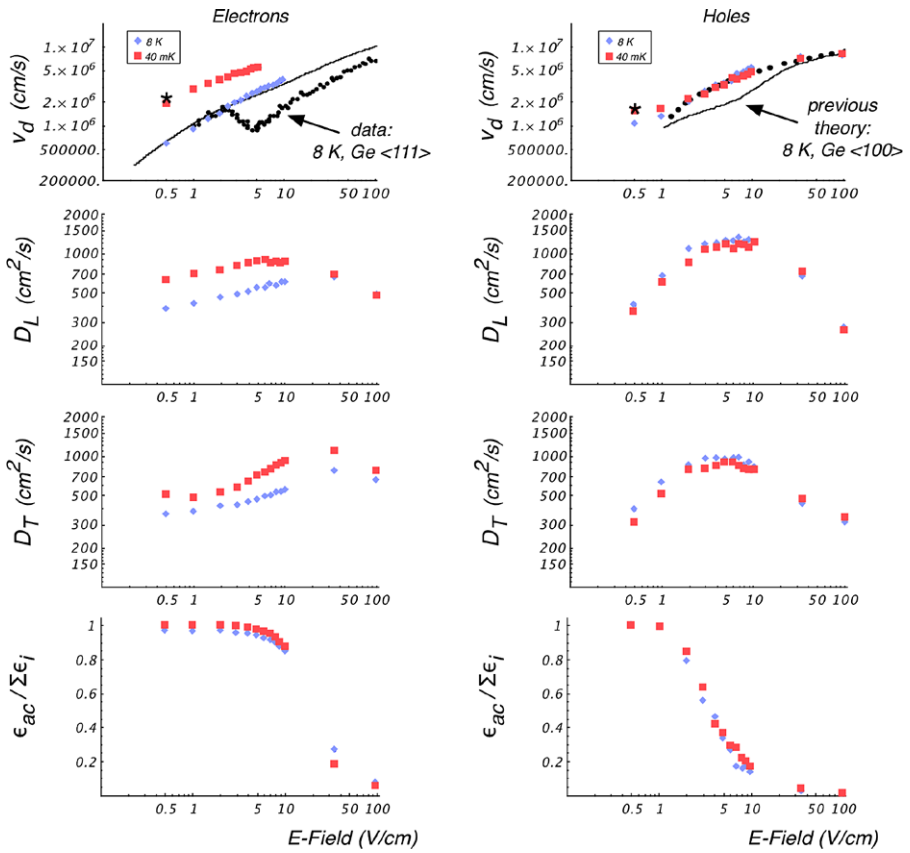 Electrons
v_d (cm/s)
1.×10^7
5.×10^6
2.×10^6
1.×10^6
500000.
200000.
8 K
40 mK
*
data:
8 K, Ge <111>
0.5 1 5 10 50 100
Holes
v_d (cm/s)
1.×10^7
5.×10^6
2.×10^6
1.×10^6
500000.
200000.
8 K
40 mK
*
previous
theory:
8 K, Ge <100>
0.5 1 5 10 50 100
D_L (cm^2/s)
2000
1500
1000
700
500
300
200
150
0.5 1 5 10 50 100
D_L (cm^2/s)
2000
1500
1000
700
500
300
200
150
0.5 1 5 10 50 100
D_T (cm^2/s)
2000
1500
1000
700
500
300
200
150
0.5 1 5 10 50 100
D_T (cm^2/s)
2000
1500
1000
700
500
300
200
150
0.5 1 5 10 50 100
ϵ_ac / Σϵ_i
1
0.8
0.6
0.4
0.2
0.5 1 5 10 50 100
E-Field (V/cm)
ϵ_ac / Σϵ_i
1
0.8
0.6
0.4
0.2
0.5 1 5 10 50 100
E-Field (V/cm)